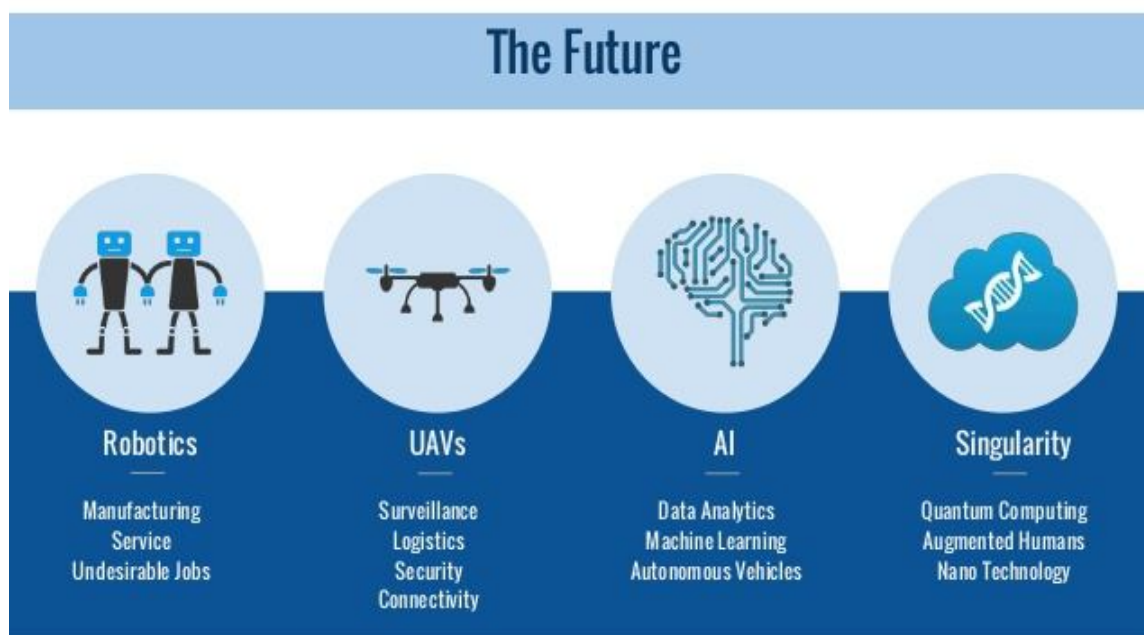 The Future
Robotics
Manufacturing
Service
Undesirable Jobs
UAVs
Surveillance
Logistics
Security
Connectivity
AI
Data Analytics
Machine Learning
Autonomous Vehicles
Singularity
Quantum Computing
Augmented Humans
Nano Technology